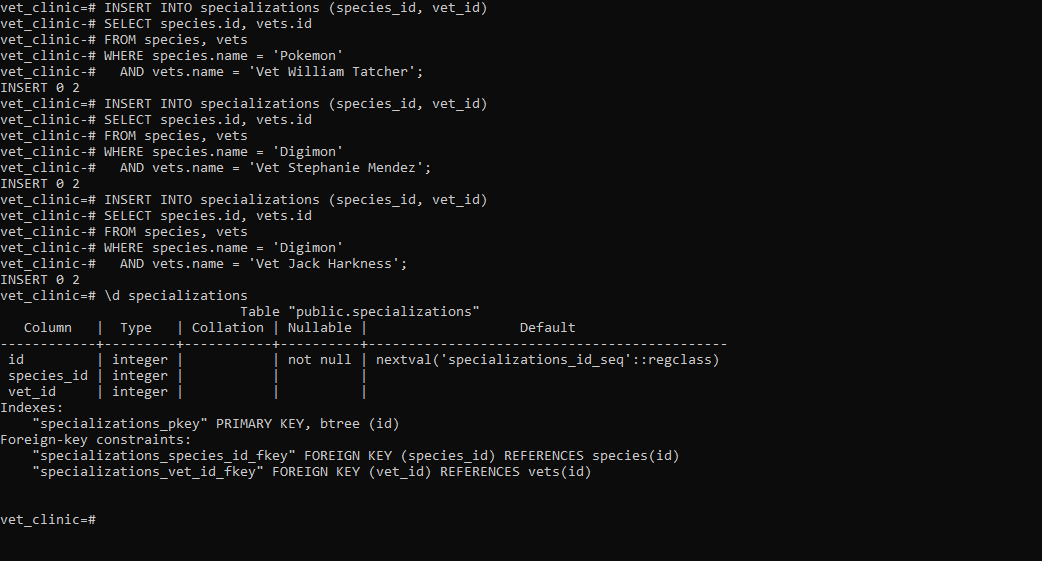 vet_clinic=# INSERT INTO specializations (species_id, vet_id)
vet_clinic-# SELECT species.id, vets.id
vet_clinic-# FROM species, vets
vet_clinic-# WHERE species.name = 'Pokemon'
vet_clinic-#   AND vets.name = 'Vet William Tatcher';
INSERT 0 2
vet_clinic=# INSERT INTO specializations (species_id, vet_id)
vet_clinic-# SELECT species.id, vets.id
vet_clinic-# FROM species, vets
vet_clinic-# WHERE species.name = 'Digimon'
vet_clinic-#   AND vets.name = 'Vet Stephanie Mendez';
INSERT 0 2
vet_clinic=# INSERT INTO specializations (species_id, vet_id)
vet_clinic-# SELECT species.id, vets.id
vet_clinic-# FROM species, vets
vet_clinic-# WHERE species.name = 'Digimon'
vet_clinic-#   AND vets.name = 'Vet Jack Harkness';
INSERT 0 2
vet_clinic=# \d specializations
                              Table "public.specializations"
   Column   |  Type   | Collation | Nullable |                   Default
------------+---------+-----------+----------+---------------------------------------------
 id         | integer |           | not null | nextval('specializations_id_seq'::regclass)
 species_id | integer |           |          |
 vet_id     | integer |           |          |
Indexes:
    "specializations_pkey" PRIMARY KEY, btree (id)
Foreign-key constraints:
    "specializations_species_id_fkey" FOREIGN KEY (species_id) REFERENCES species(id)
    "specializations_vet_id_fkey" FOREIGN KEY (vet_id) REFERENCES vets(id)
vet_clinic=#